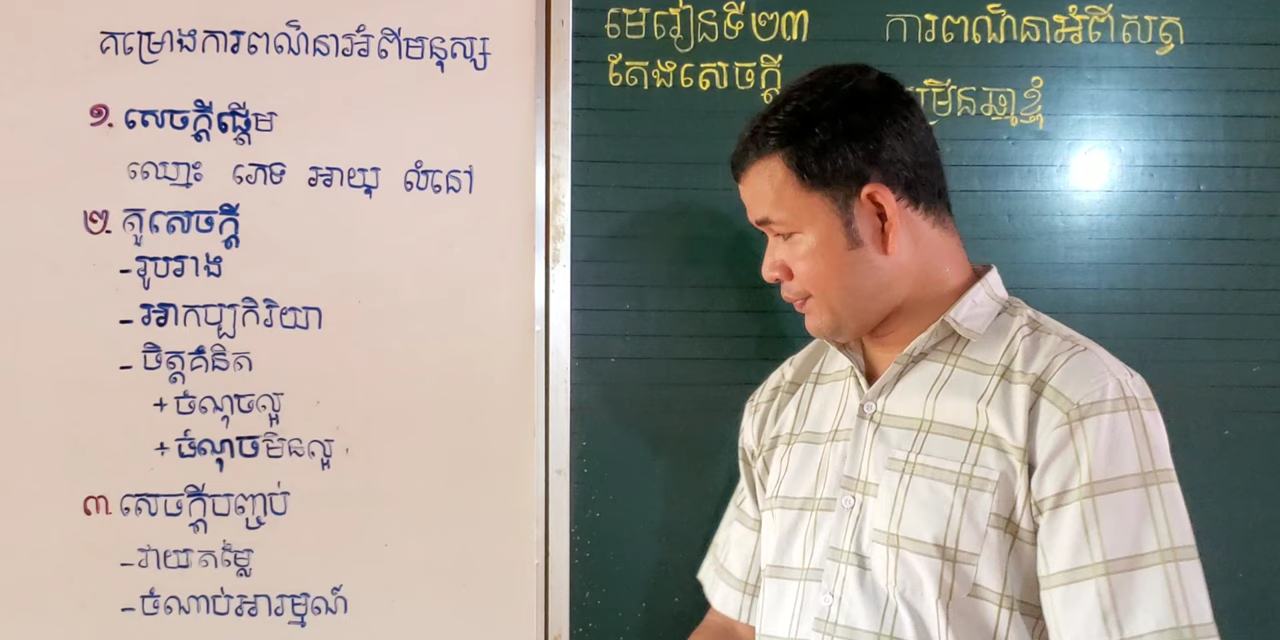 គម្រោងការពណ៌នាអំពីមនុស្ស
១. សេចក្តីផ្តើម
ឈ្មោះ ភេទ អាយុ លំនៅ
២. តួសេចក្តី
-រូបរាង
-អាកប្បកិរិយា
-ចិត្តគំនិត
+ចំណុចល្អ
+ចំណុចមិនល្អ
៣. សេចក្តីបញ្ចប់
-វាយតម្លៃ
-ចំណាប់អារម្មណ៍
មេរៀនទី២៣ ការពណ៌នាអំពីសត្វ
តែងសេចក្តី